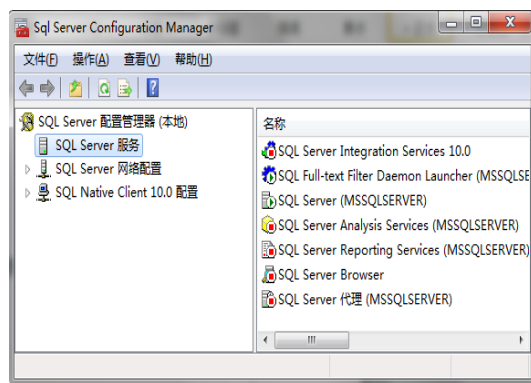 Sql Server Configuration Manager
文件(F) 操作(A) 查看(V) 帮助(H)
SQL Server 配置管理器 (本地)
SQL Server 服务
SQL Server 网络配置
SQL Native Client 10.0 配置
名称
SQL Server Integration Services 10.0
SQL Full-text Filter Daemon Launcher (MSSQLSE
SQL Server (MSSQLSERVER)
SQL Server Analysis Services (MSSQLSERVER)
SQL Server Reporting Services (MSSQLSERVER)
SQL Server Browser
SQL Server 代理 (MSSQLSERVER)